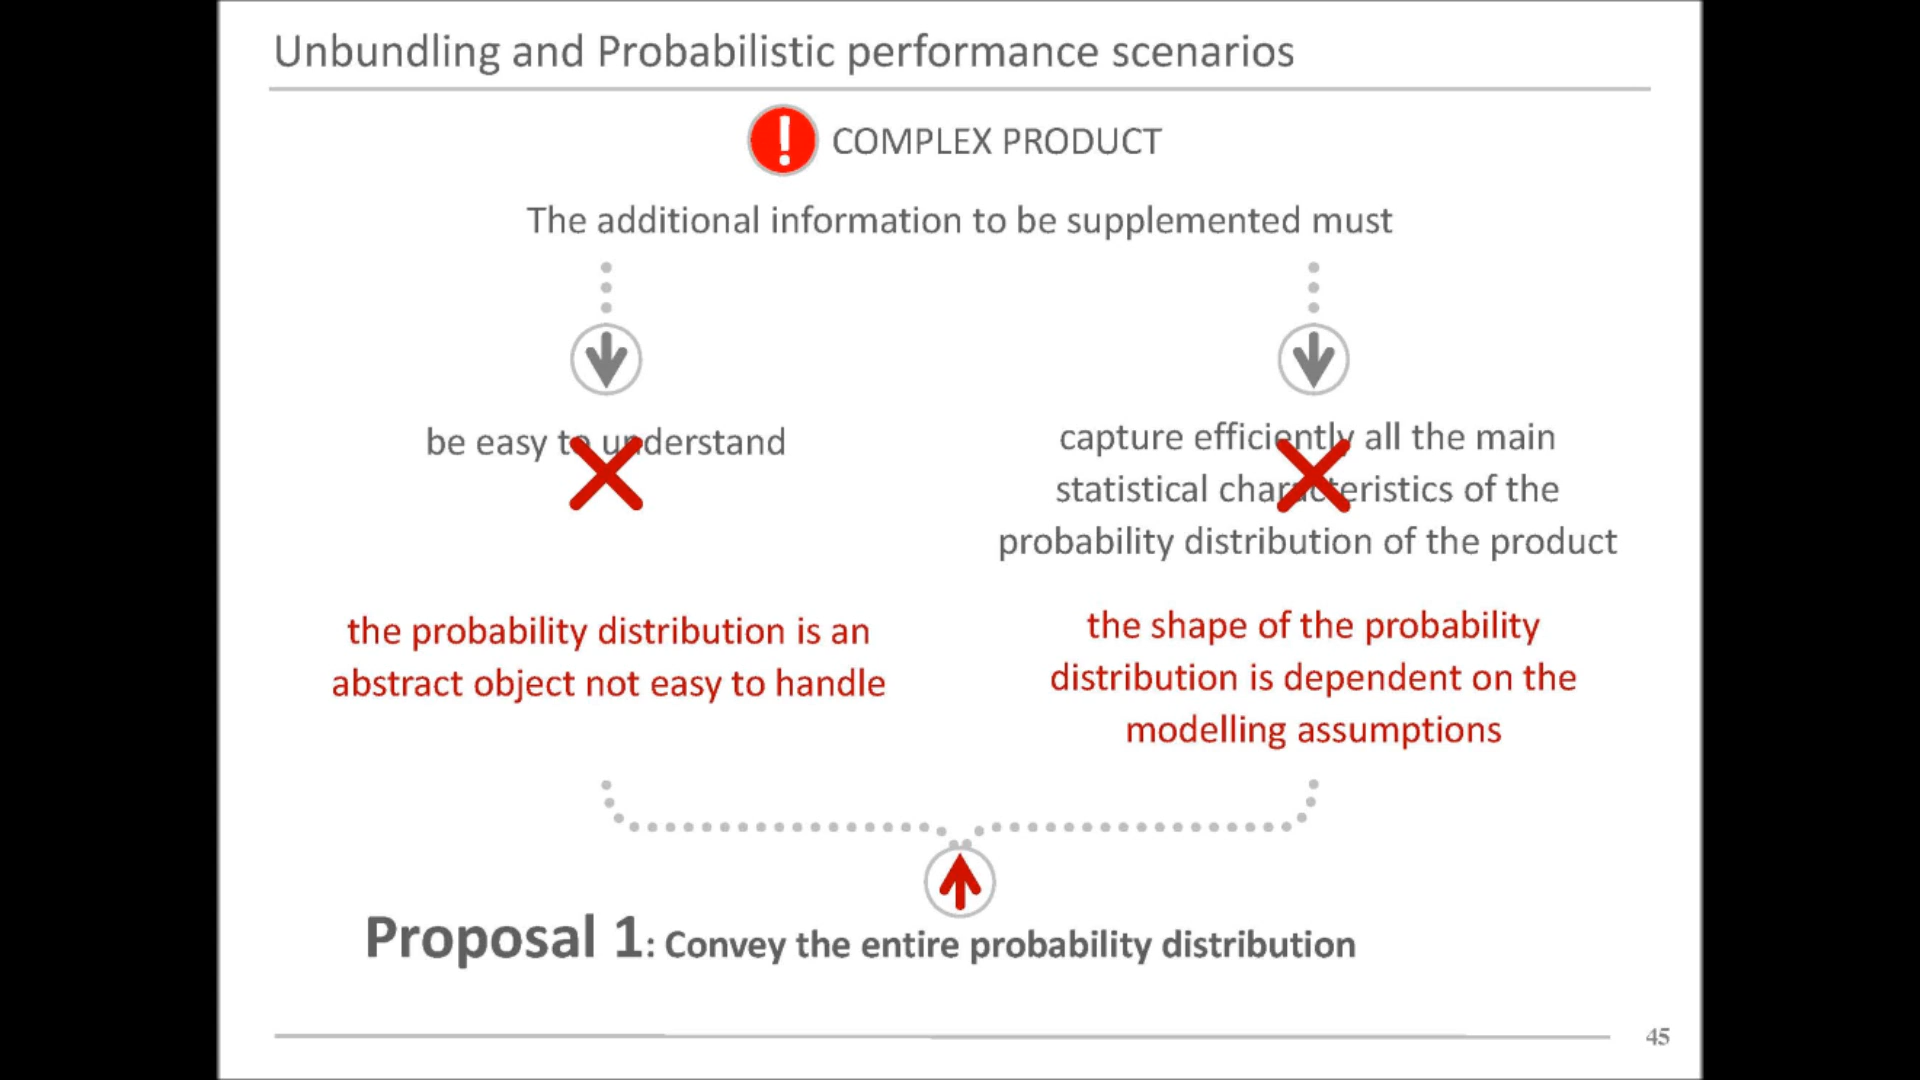 Unbundling and Probabilistic performance scenarios
! COMPLEX PRODUCT
The additional information to be supplemented must
be easy to understand
capture efficiently all the main
statistical characteristics of the
probability distribution of the product
the probability distribution is an
abstract object not easy to handle
the shape of the probability
distribution is dependent on the
modelling assumptions
Proposal 1: Convey the entire probability distribution
45